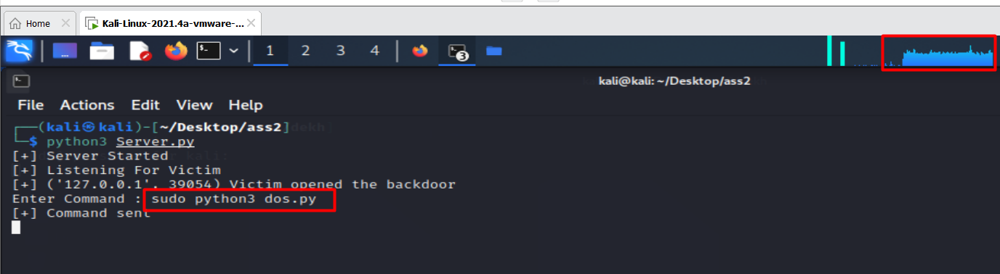 Home
Kali-Linux-2021.4a-vmware-...
1 2 3 4
3
kali@kali: ~/Desktop/ass2
File Actions Edit View Help
┌──(kali㉿kali)-[~/Desktop/ass2]
└─$ python3 Server.py
[+] Server Started
[+] Listening For Victim
[+] ('127.0.0.1', 39054) Victim opened the backdoor
Enter Command : sudo python3 dos.py
[+] Command sent